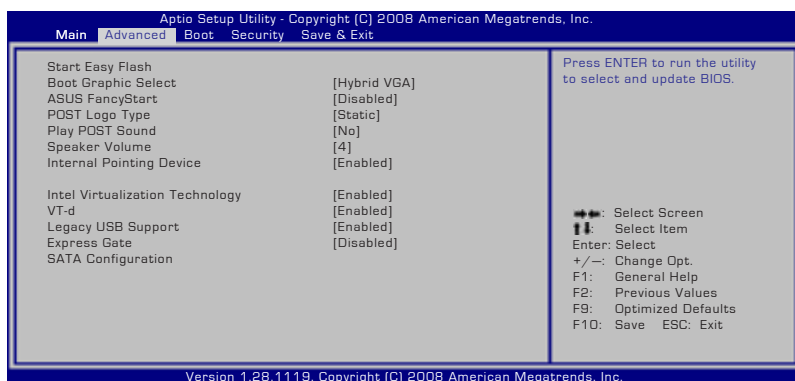 Aptio Setup Utility - Copyright (C) 2008 American Megatrends, Inc.
Main Advanced Boot Security Save & Exit
Start Easy Flash
Boot Graphic Select [Hybrid VGA]
ASUS FancyStart [Disabled]
POST Logo Type [Static]
Play POST Sound [No]
Speaker Volume [4]
Internal Pointing Device [Enabled]
Intel Virtualization Technology [Enabled]
VT-d [Enabled]
Legacy USB Support [Enabled]
Express Gate [Disabled]
SATA Configuration
Press ENTER to run the utility
to select and update BIOS.
→←: Select Screen
↑↓: Select Item
Enter: Select
+/—: Change Opt.
F1: General Help
F2: Previous Values
F9: Optimized Defaults
F10: Save ESC: Exit
Version 1.28.1119. Copyright (C) 2008 American Megatrends, Inc.